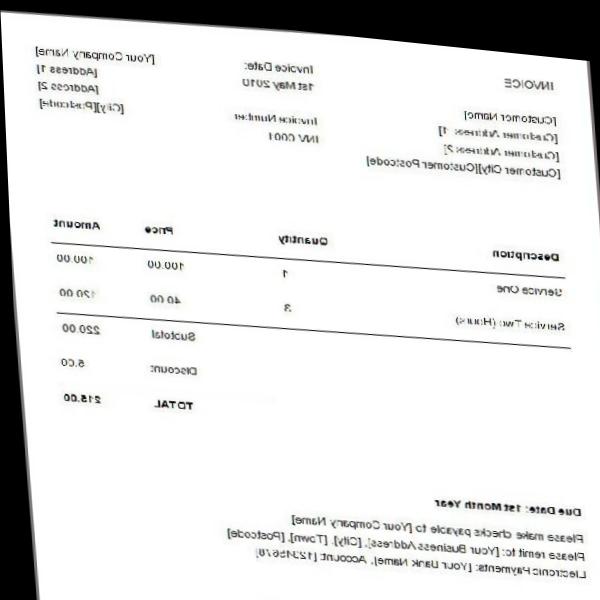 INVOICE
Invoice Date:
1st May 2010
Invoice Number
INV 0001
[Your Company Name]
[Address 1]
[Address 2]
[City][Postcode]
[Customer Name]
[Customer Address 1]
[Customer Address 2]
[Customer City][Customer Postcode]
Description Quantity Price Amount
Service One 1 100.00 100.00
Service Two (Hours) 3 40.00 120.00
Subtotal 220.00
Discount 5.00
TOTAL 215.00
Due Date: 1st Month Year
Please make checks payable to [Your Company Name]
Please remit to: [Your Business Address], [City], [Town], [Postcode]
Electronic Payments: [Your Bank Name], Account: [12345678]